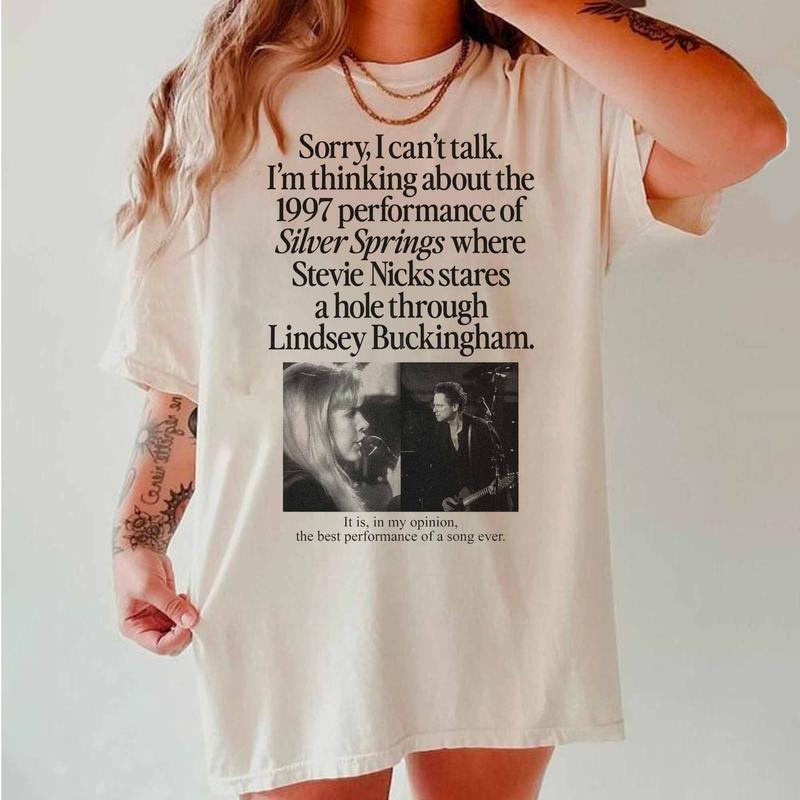 Sorry, I can't talk.
I'm thinking about the
1997 performance of
Silver Springs where
Stevie Nicks stares
a hole through
Lindsey Buckingham.
It is, in my opinion,
the best performance of a song ever.